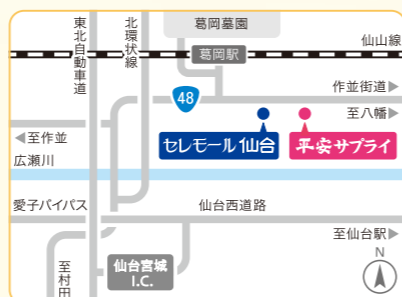 東北自動車道
北環状線
葛岡墓園
仙山線
葛岡駅
作並街道▶
48
至八幡▶
◀至作並
セレモール仙台
平安サプライ
広瀬川
愛子バイパス
仙台西道路
至仙台駅▶
至村田
仙台宮城
I.C.
N